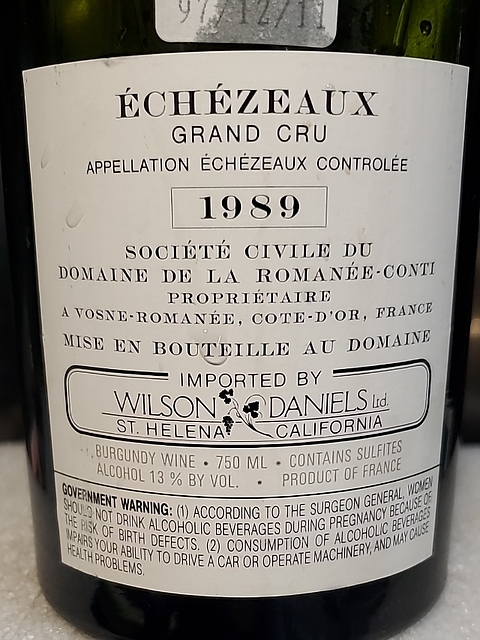 97/12/11
ÉCHÉZEAUX
GRAND CRU
APPELLATION ÉCHÉZEAUX CONTROLÉE
1989
SOCIÉTÉ CIVILE DU
DOMAINE DE LA ROMANÉE-CONTI
PROPRIÉTAIRE
A VOSNE-ROMANÉE, COTE-D'OR, FRANCE
MISE EN BOUTEILLE AU DOMAINE
IMPORTED BY
WILSON DANIELS Ltd.
ST. HELENA CALIFORNIA
BURGUNDY WINE • 750 ML • CONTAINS SULFITES
ALCOHOL 13 % BY VOL. • PRODUCT OF FRANCE
GOVERNMENT WARNING: (1) ACCORDING TO THE SURGEON GENERAL, WOMEN
SHOULD NOT DRINK ALCOHOLIC BEVERAGES DURING PREGNANCY BECAUSE OF
THE RISK OF BIRTH DEFECTS. (2) CONSUMPTION OF ALCOHOLIC BEVERAGES
IMPAIRS YOUR ABILITY TO DRIVE A CAR OR OPERATE MACHINERY, AND MAY CAUSE
HEALTH PROBLEMS.